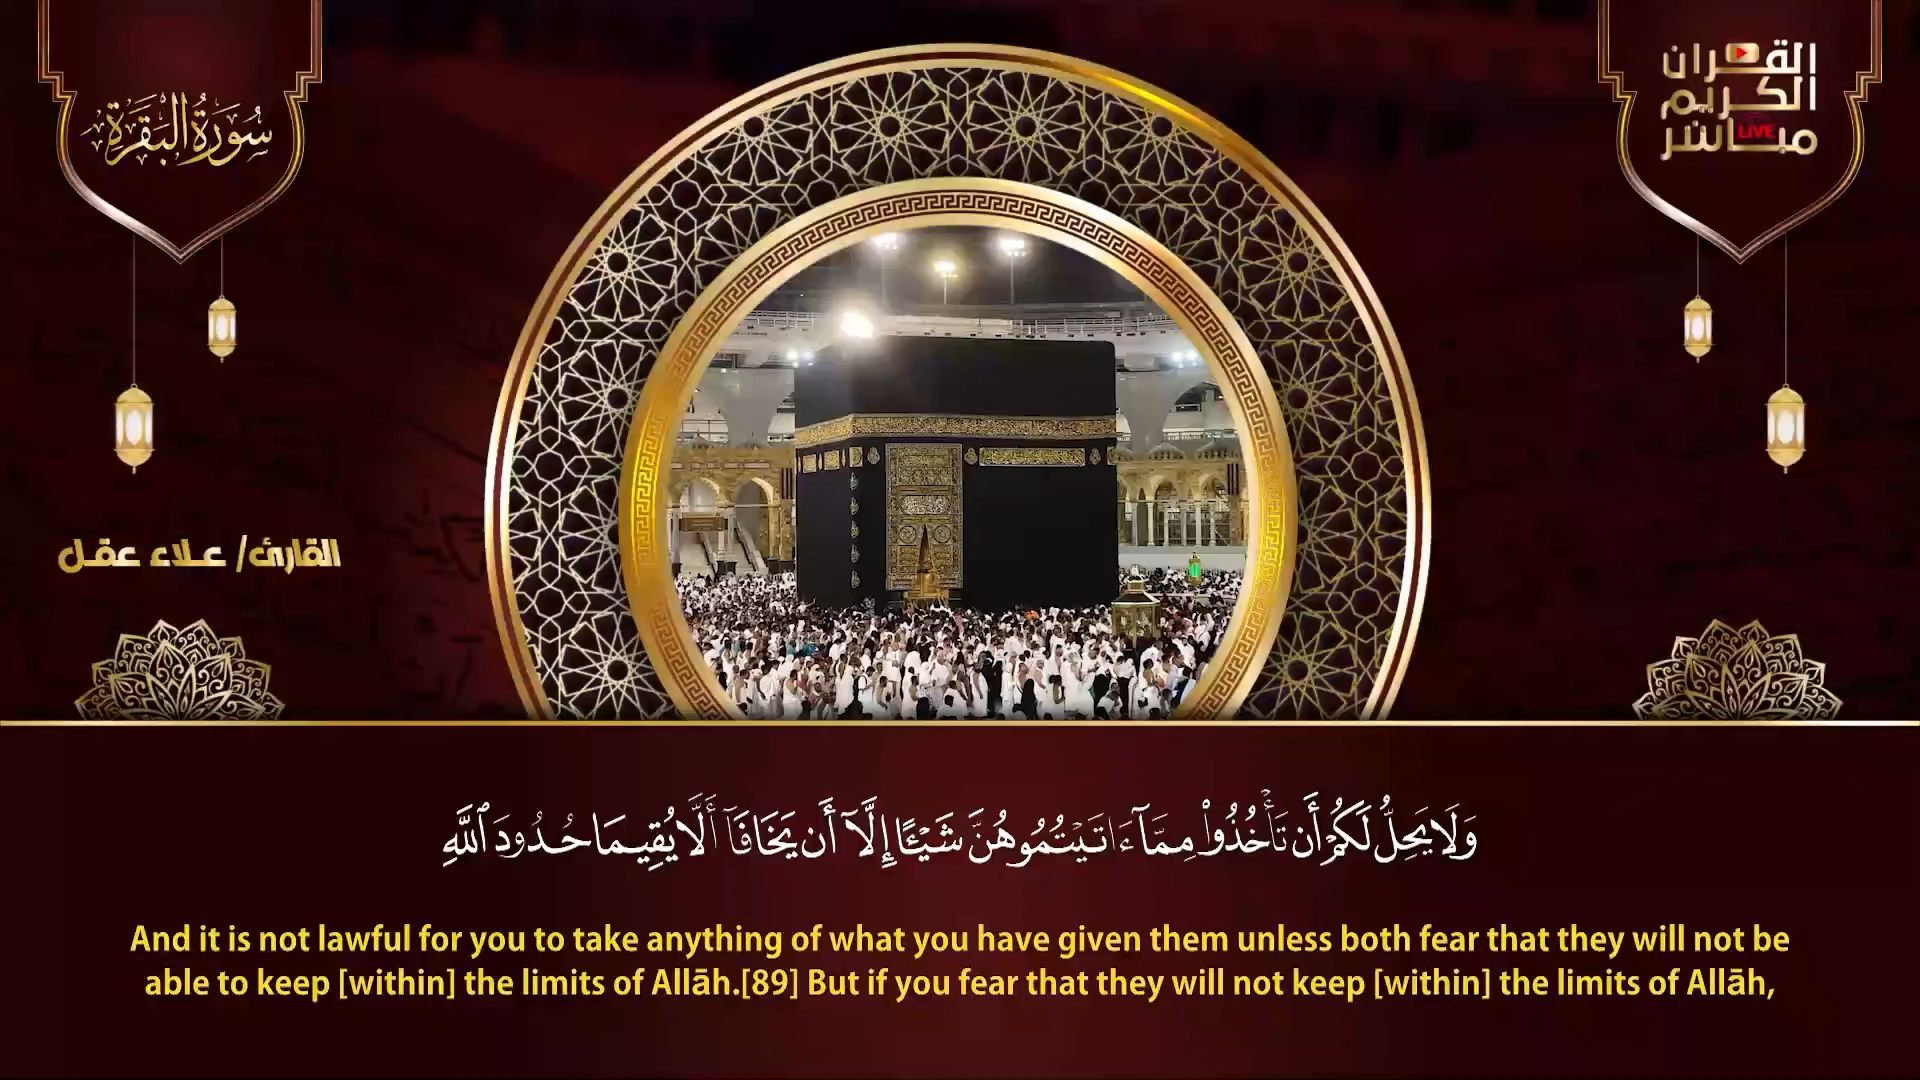 سُورَةُ البَقَرَةِ
القرآن
الكريم
مباشر
LIVE
القارئ/ علاء عقل
وَلَا يَحِلُّ لَكُمْ أَن تَأْخُذُوا۟ مِمَّآ ءَاتَيْتُمُوهُنَّ شَيْـًٔا إِلَّآ أَن يَخَافَآ أَلَّا يُقِيمَا حُدُودَ ٱللَّهِ
And it is not lawful for you to take anything of what you have given them unless both fear that they will not be
able to keep [within] the limits of Allāh.[89] But if you fear that they will not keep [within] the limits of Allāh,